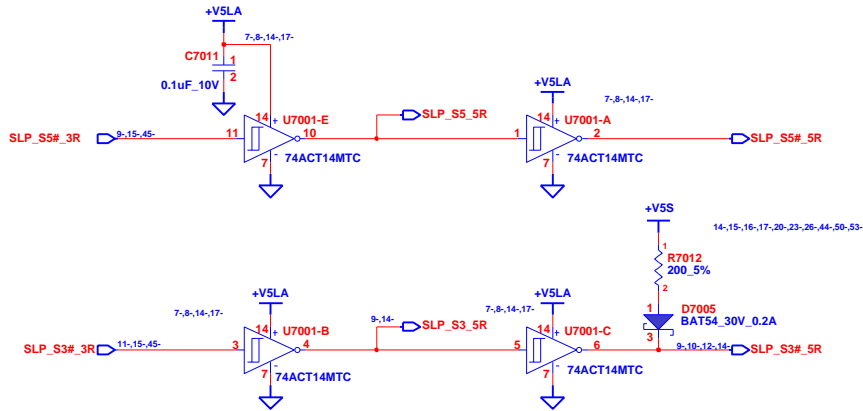 +V5LA
7-,8-,14-,17-
C7011
1
2
0.1uF_10V
+V5LA
7-,8-,14-,17-
14
+
U7001-E
SLP_S5_5R
14
+
U7001-A
SLP_S5#_3R
9-,15-,45-
11
10
1
2
SLP_S5#_5R
-
7
74ACT14MTC
-
7
74ACT14MTC
+V5S
14-,15-,16-,17-,20-,23-,26-,44-,50-,53-
1
R7012
200_5%
2
+V5LA
+V5LA
7-,8-,14-,17-
9-,14-
7-,8-,14-,17-
1
D7005
BAT54_30V_0.2A
14
+
U7001-B
SLP_S3_5R
14
+
U7001-C
3
SLP_S3#_3R
11-,15-,45-
3
4
5
6
9-,10-,12-,14-
SLP_S3#_5R
-
7
74ACT14MTC
-
7
74ACT14MTC